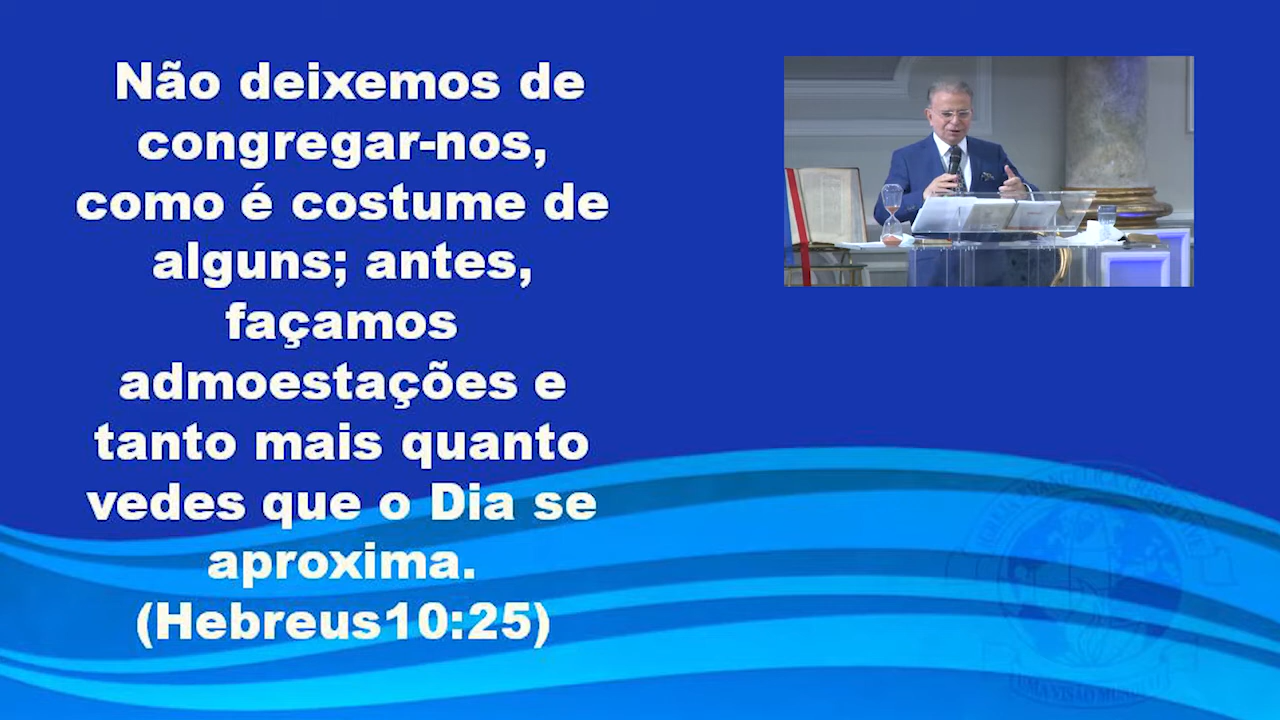 Não deixemos de
congregar-nos,
como é costume de
alguns; antes,
façamos
admoestações e
tanto mais quanto
vedes que o Dia se
aproxima.
(Hebreus10:25)